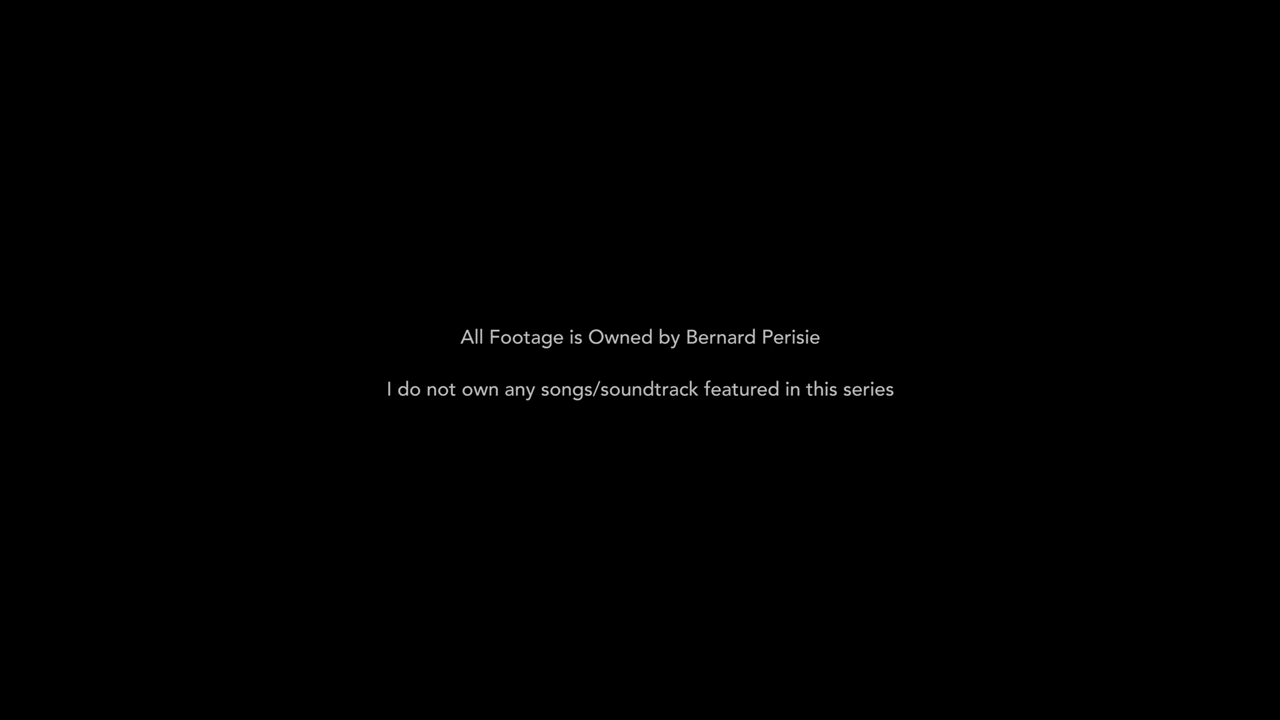 All Footage is Owned by Bernard Perisie
I do not own any songs/soundtrack featured in this series